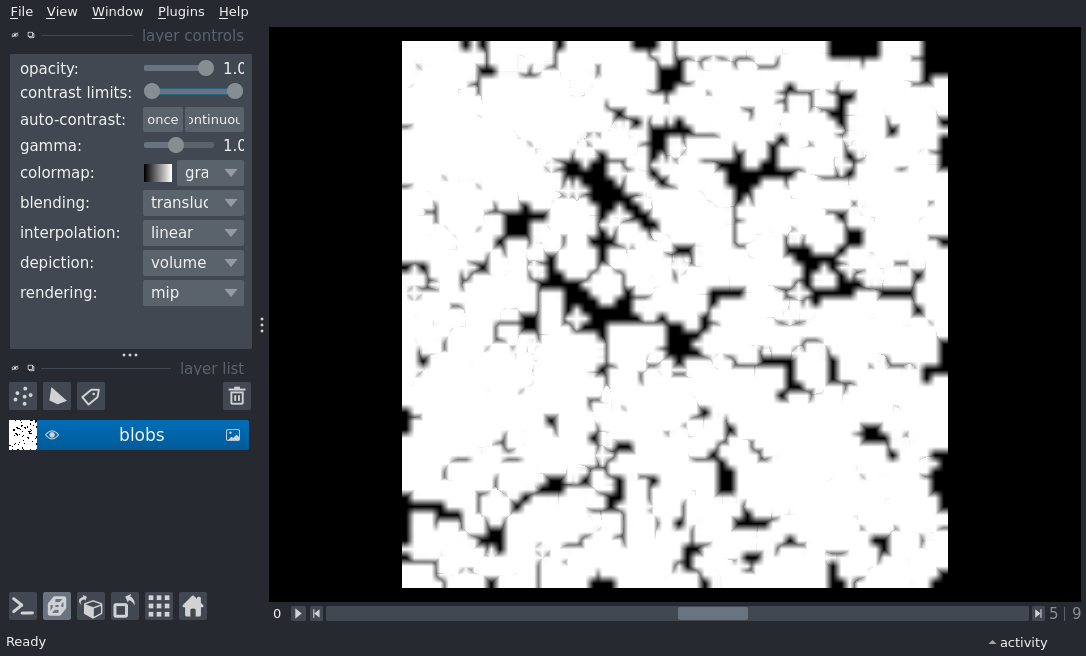 File View Window Plugins Help
layer controls
opacity: 1.0
contrast limits:
auto-contrast: once ontinuou
gamma: 1.0
colormap: gra
blending: transluc
interpolation: linear
depiction: volume
rendering: mip
layer list
blobs
0 5 | 9
Ready activity